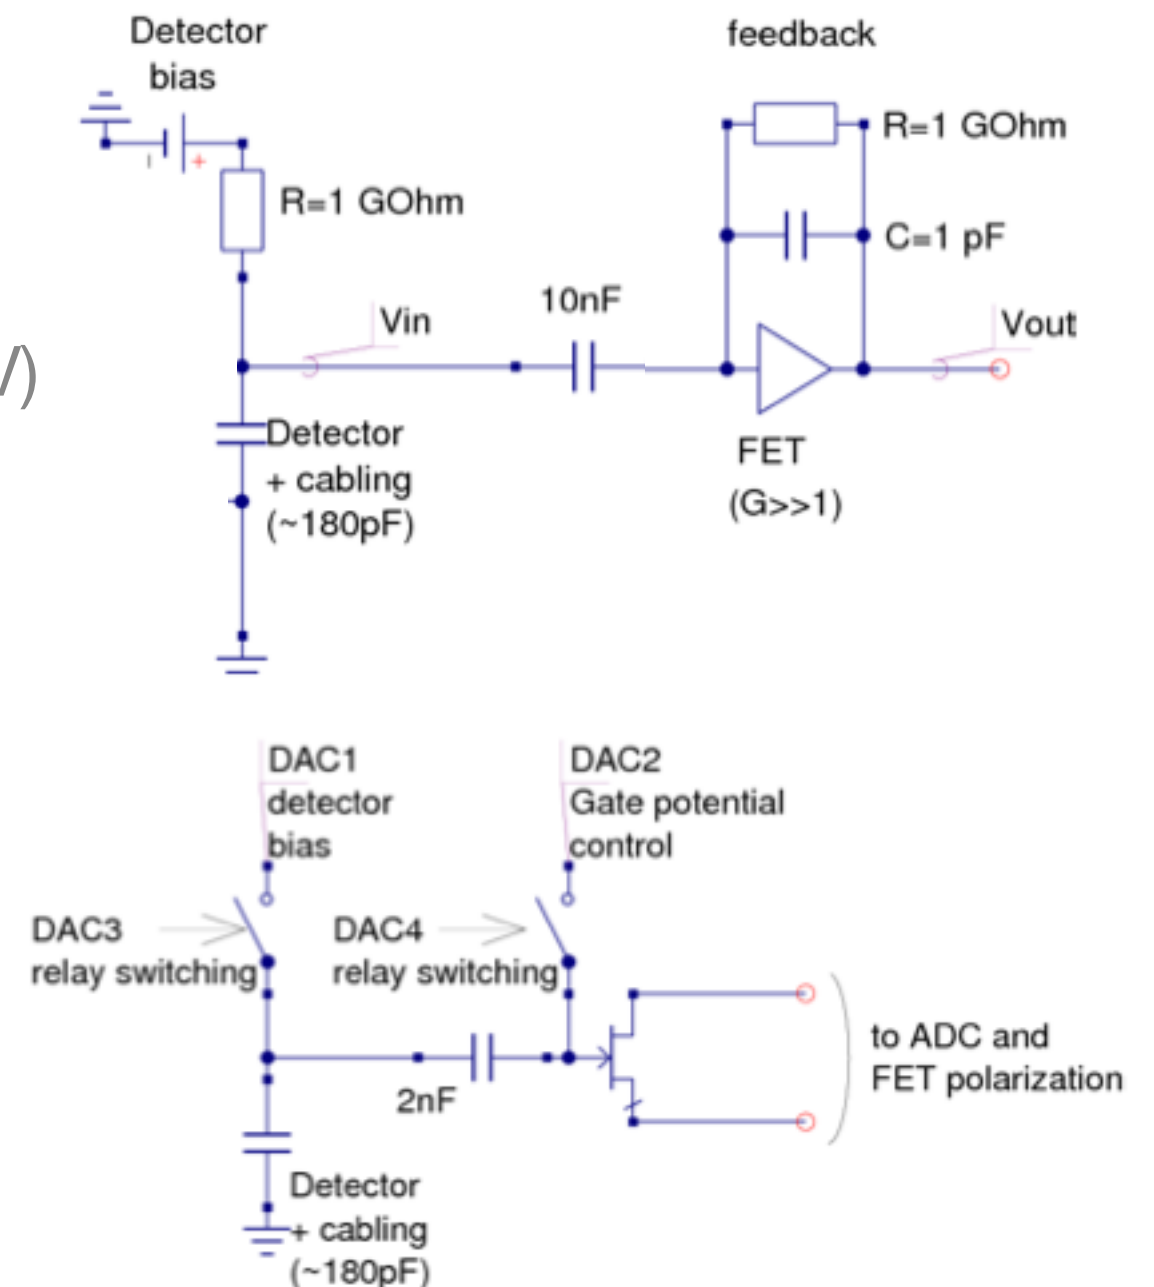 Detector
bias
feedback
R=1 GOhm
R=1 GOhm
C=1 pF
Vin
10nF
Vout
/)
Detector
+ cabling
(~180pF)
FET
(G>>1)
DAC1
detector
bias
DAC2
Gate potential
control
DAC3
relay switching
DAC4
relay switching
to ADC and
FET polarization
2nF
Detector
+ cabling
(~180pF)